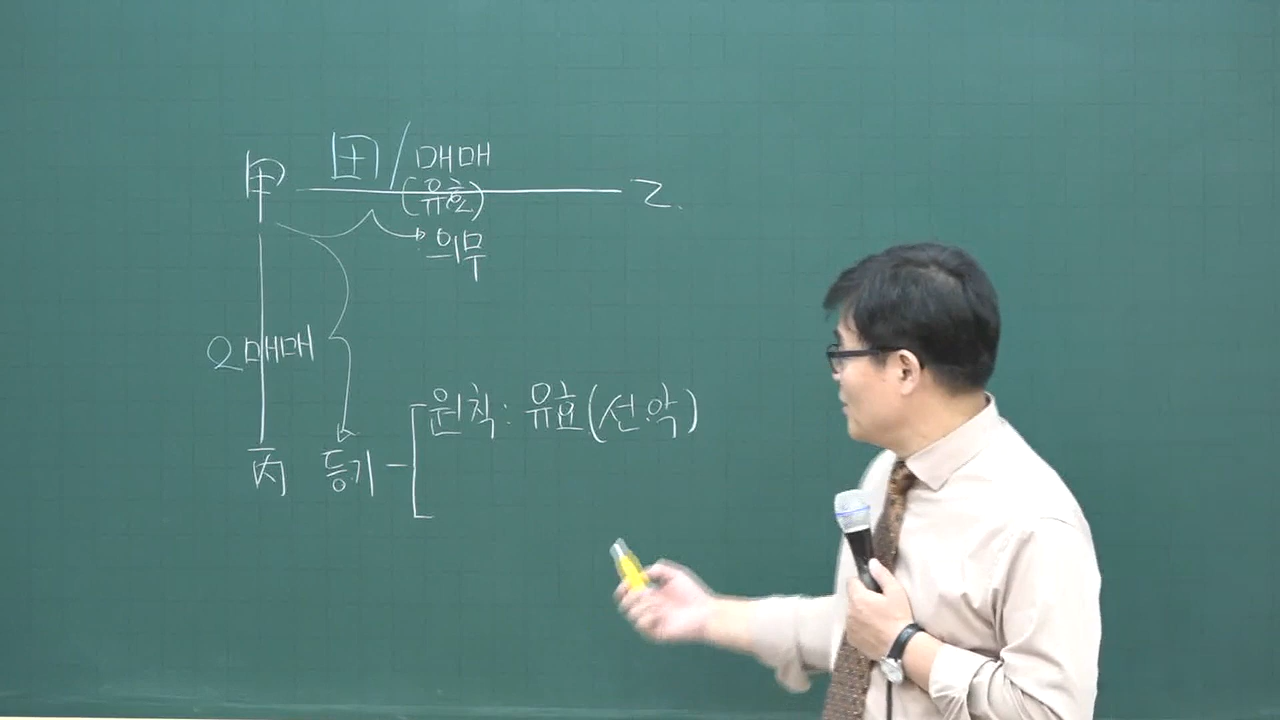 甲 田 / 매매 乙.
(유효)
의무
② 매매
원칙: 유효(선.악)
丙 등기